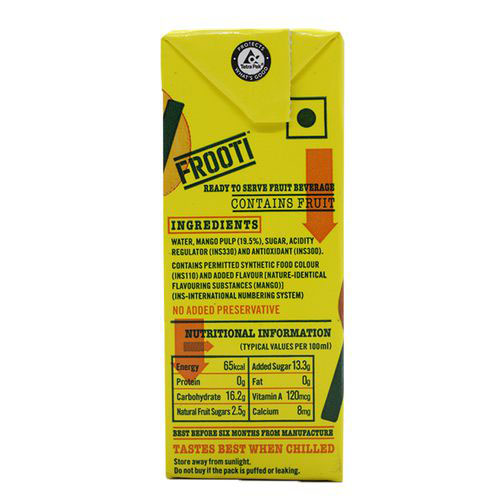 PROTECTS
Tetra Pak
WHAT'S GOOD
FROOTI
READY TO SERVE FRUIT BEVERAGE
CONTAINS FRUIT
INGREDIENTS
WATER, MANGO PULP (19.5%), SUGAR, ACIDITY
REGULATOR (INS330) AND ANTIOXIDANT (INS300).
CONTAINS PERMITTED SYNTHETIC FOOD COLOUR
(INS110) AND ADDED FLAVOUR [NATURE-IDENTICAL
FLAVOURING SUBSTANCES (MANGO)]
(INS-INTERNATIONAL NUMBERING SYSTEM)
NO ADDED PRESERVATIVE
NUTRITIONAL INFORMATION
(TYPICAL VALUES PER 100ml)
Energy 65kcal Added Sugar 13.3g
Protein 0g Fat 0g
Carbohydrate 16.2g Vitamin A 120mcg
Natural Fruit Sugars 2.5g Calcium 8mg
BEST BEFORE SIX MONTHS FROM MANUFACTURE
TASTES BEST WHEN CHILLED
Store away from sunlight.
Do not buy if the pack is puffed or leaking.